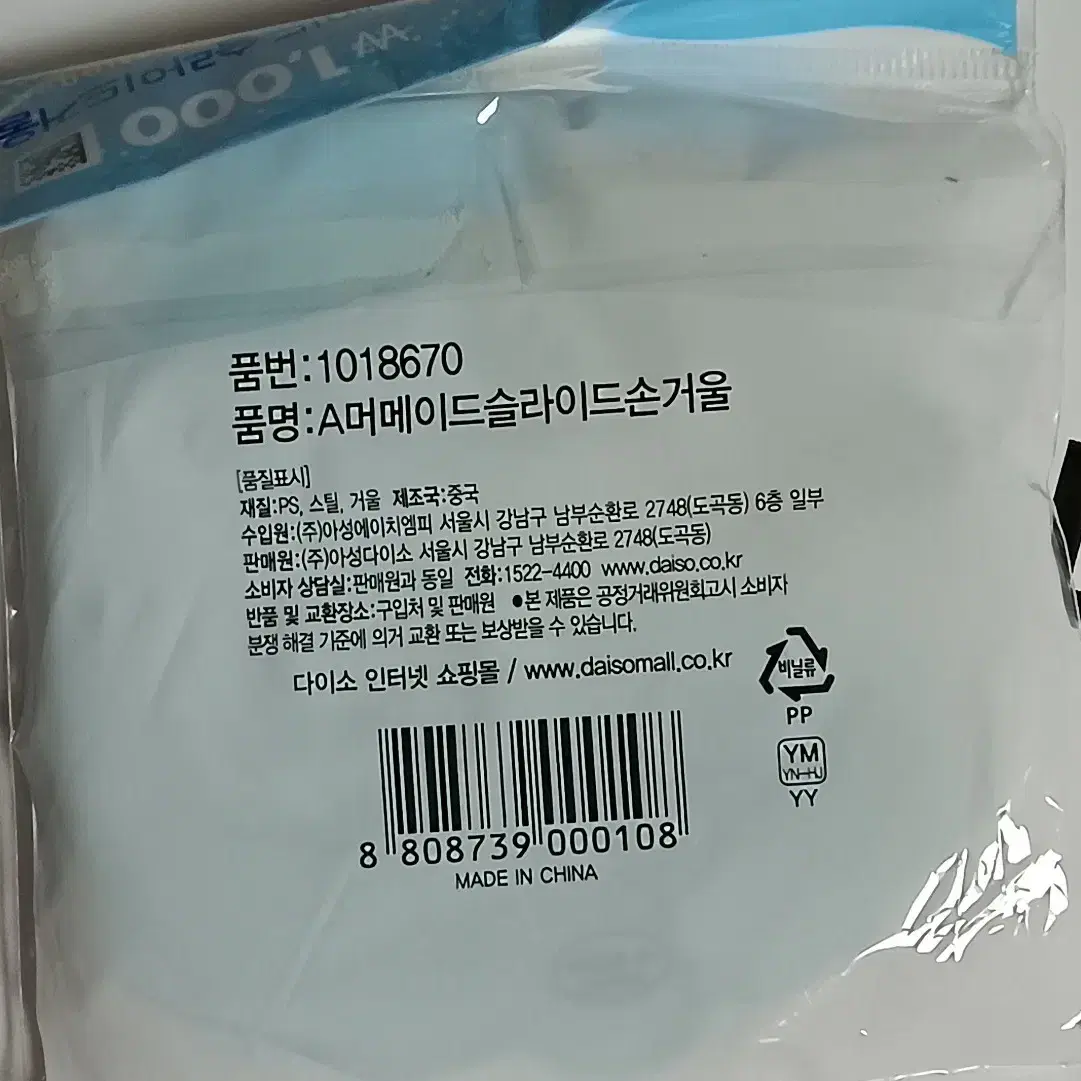 1,000
품번:1018670
품명:A머메이드슬라이드손거울
[품질표시]
재질:PS, 스틸, 거울 제조국:중국
수입원:(주)아성에이치엠피 서울시 강남구 남부순환로 2748(도곡동) 6층 일부
판매원:(주)아성다이소 서울시 강남구 남부순환로 2748(도곡동)
소비자 상담실:판매원과 동일 전화:1522-4400 www.daiso.co.kr
반품 및 교환장소:구입처 및 판매원 ●본 제품은 공정거래위원회고시 소비자
분쟁 해결 기준에 의거 교환 또는 보상받을 수 있습니다.
다이소 인터넷 쇼핑몰 / www.daisomall.co.kr
비닐류
PP
YM
YN-HJ
YY
8 808739 000108
MADE IN CHINA